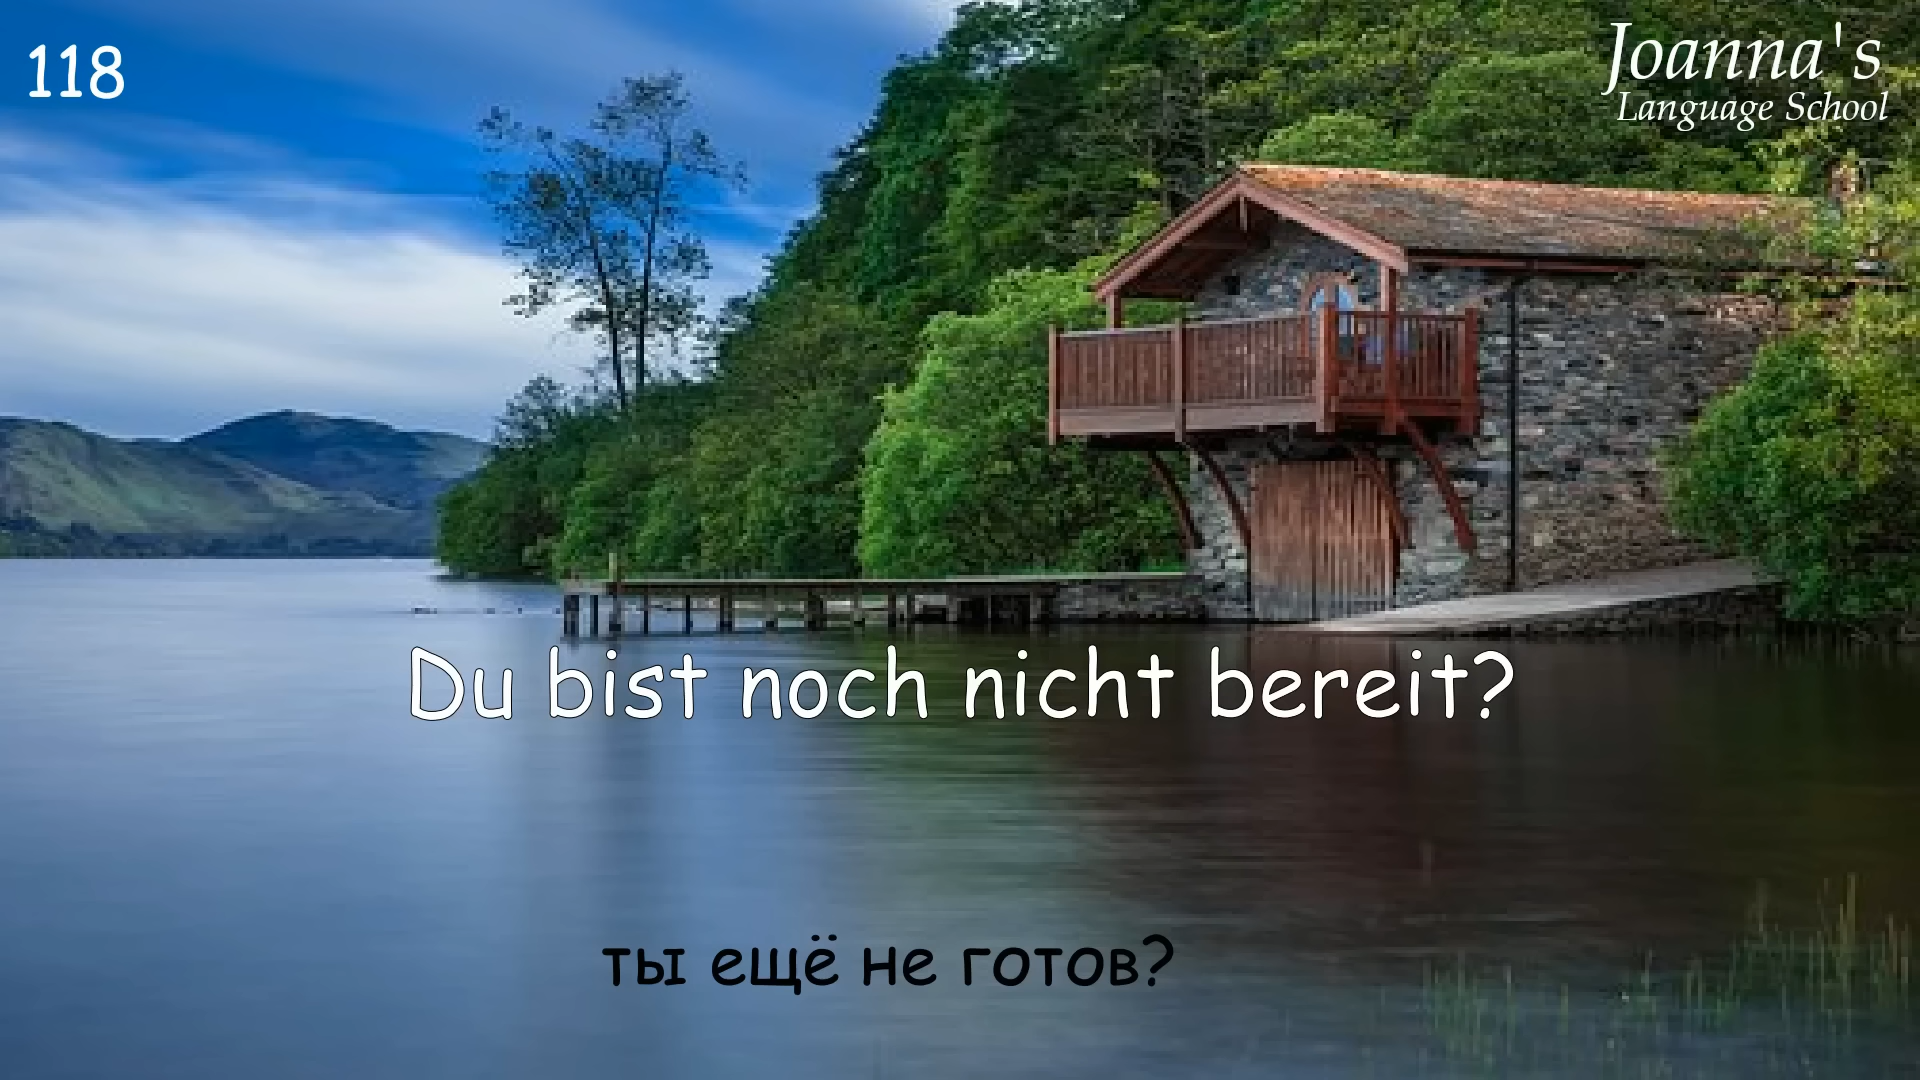 118
Joanna's
Language School
Du bist noch nicht bereit?
ты ещё не готов?